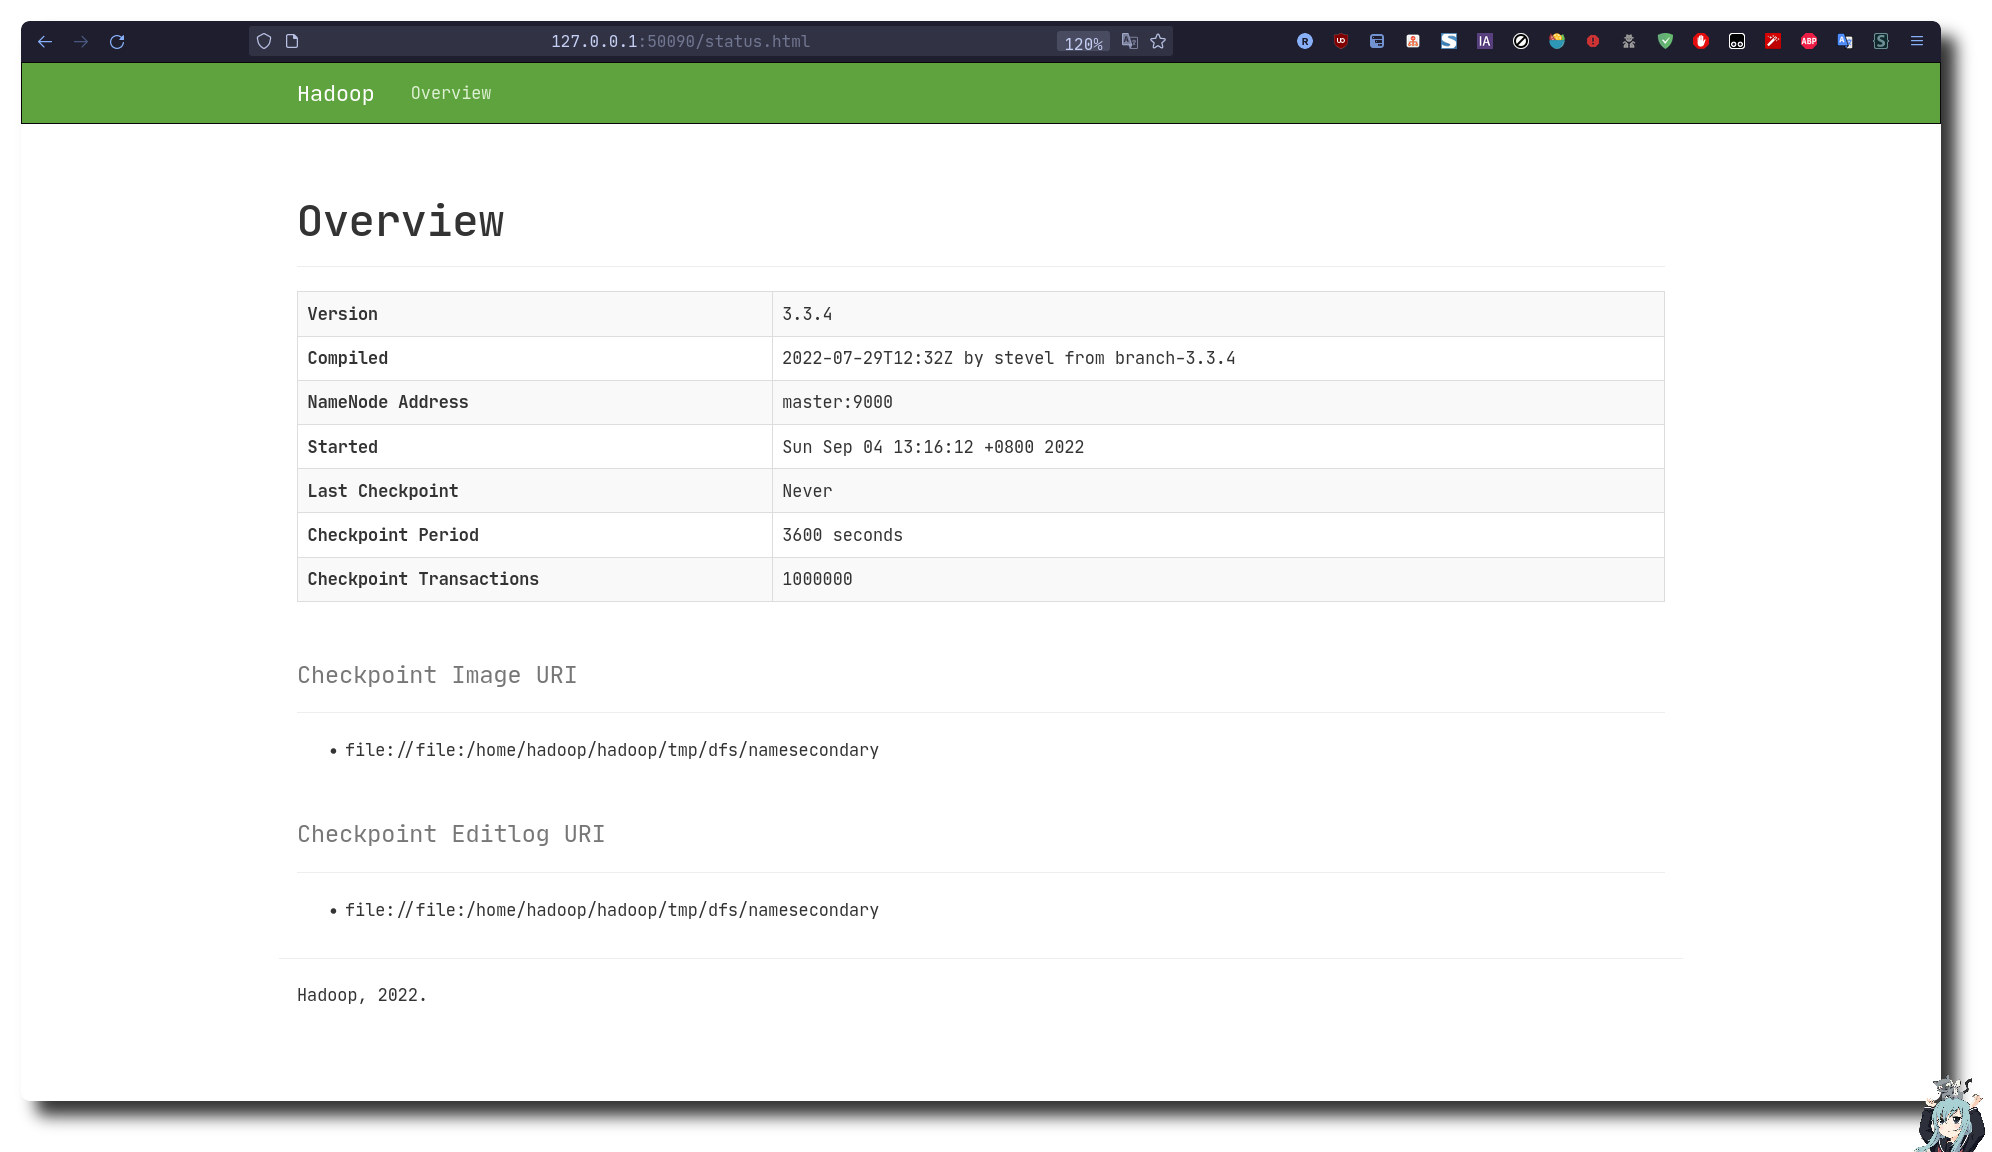 127.0.0.1:50090/status.html 120%
Hadoop Overview
Overview
Version 3.3.4
Compiled 2022-07-29T12:32Z by stevel from branch-3.3.4
NameNode Address master:9000
Started Sun Sep 04 13:16:12 +0800 2022
Last Checkpoint Never
Checkpoint Period 3600 seconds
Checkpoint Transactions 1000000
Checkpoint Image URI
• file://file:/home/hadoop/hadoop/tmp/dfs/namesecondary
Checkpoint Editlog URI
• file://file:/home/hadoop/hadoop/tmp/dfs/namesecondary
Hadoop, 2022.